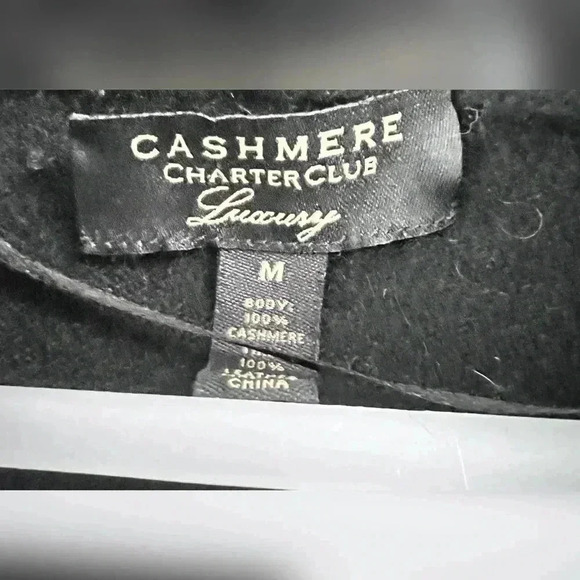 CASHMERE
CHARTER CLUB
Luxury
M
BODY:
100%
CASHMERE
100%
CHINA